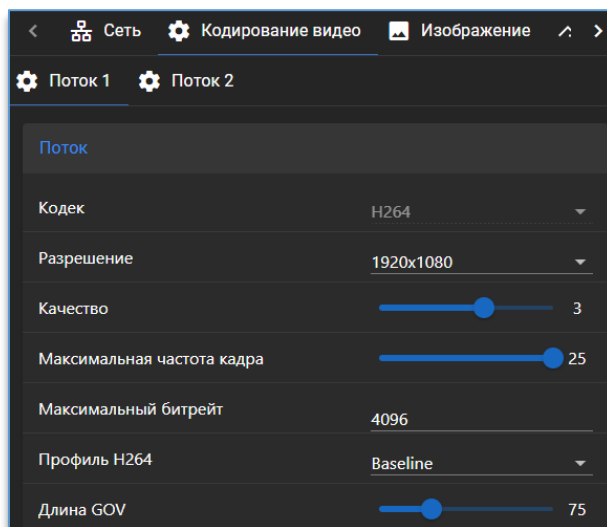 Сеть Кодирование видео Изображение
Поток 1 Поток 2
Поток
Кодек H264
Разрешение 1920x1080
Качество 3
Максимальная частота кадра 25
Максимальный битрейт 4096
Профиль H264 Baseline
Длина GOV 75